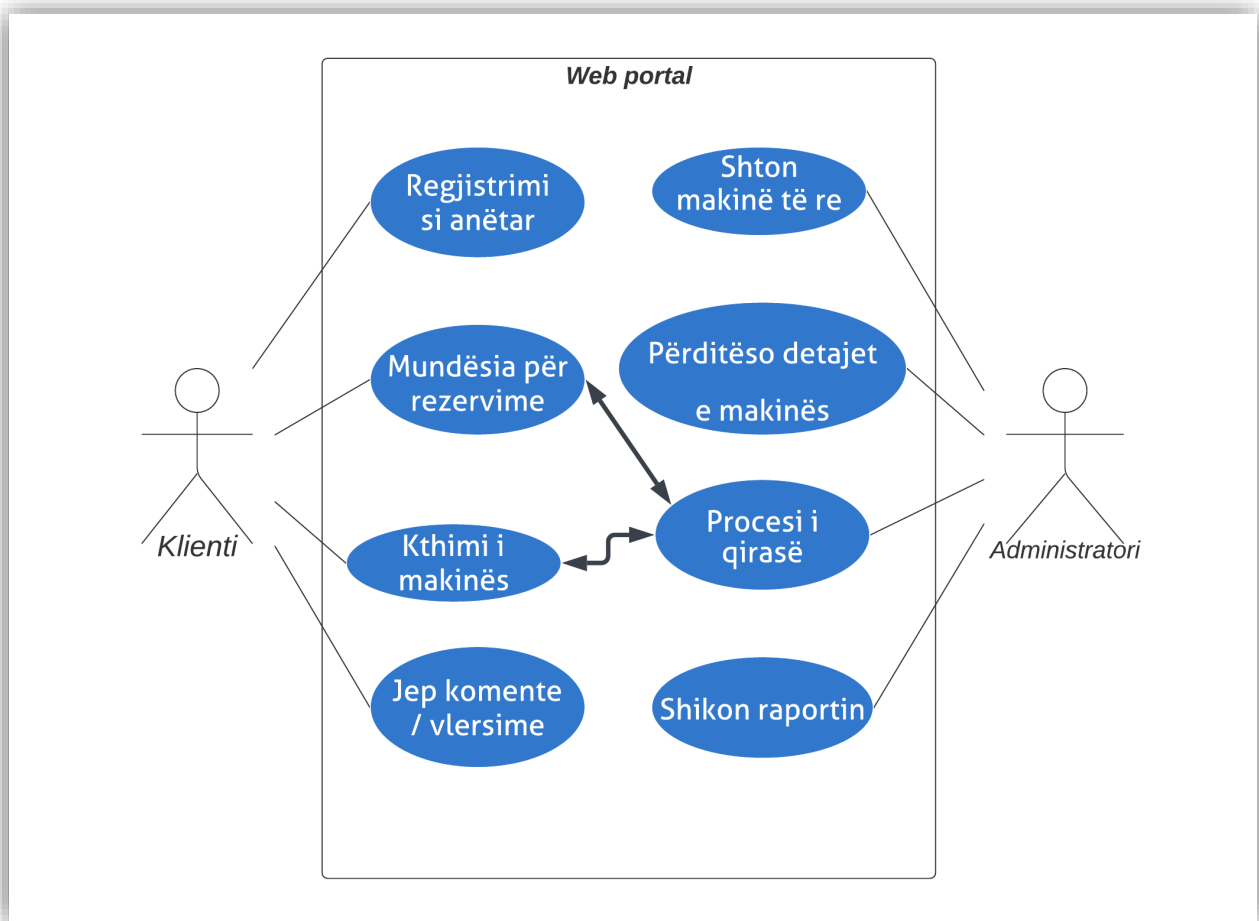 Web portal
Regjistrimi
si anëtar
Shton
makinë të re
Mundësia për
rezervime
Përditëso detajet
e makinës
Kthimi i
makinës
Procesi i
qirasë
Jep komente
/ vlersime
Shikon raportin
Klienti
Administratori